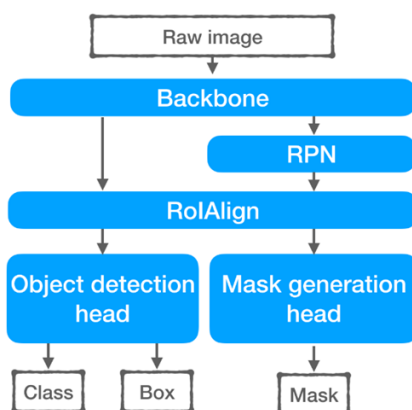 Raw image
Backbone
RPN
RoIAlign
Object detection
head
Mask generation
head
Class
Box
Mask